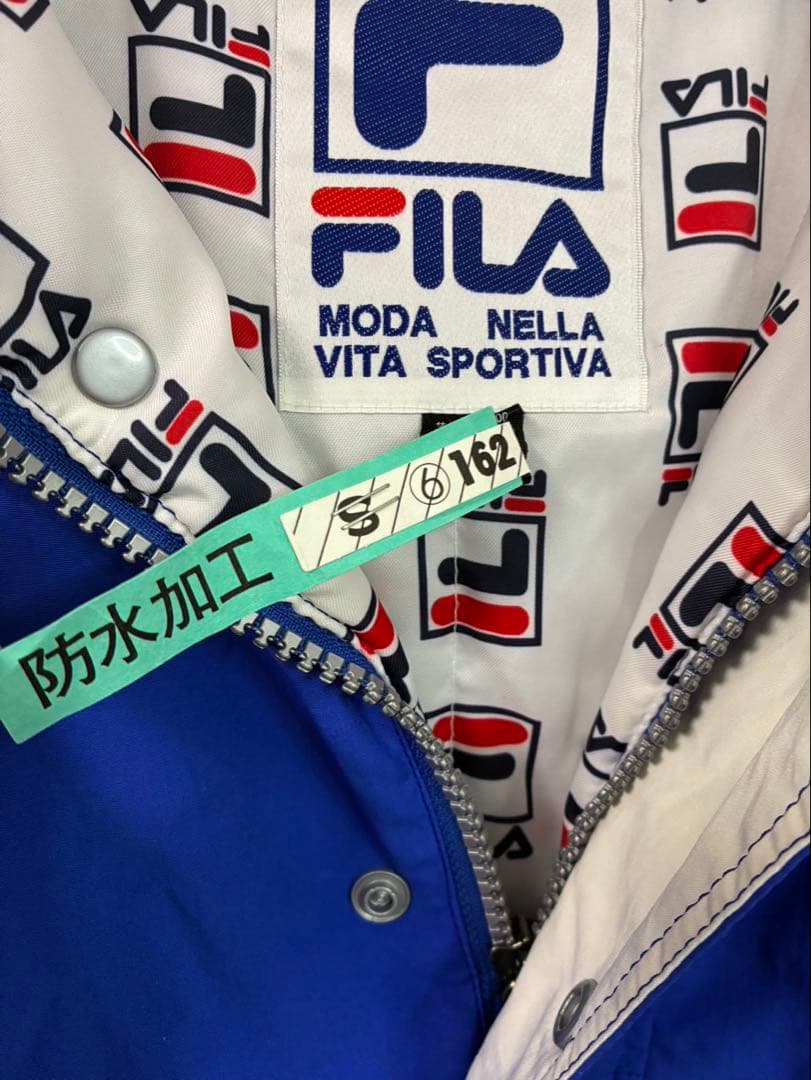 FILA
MODA NELLA
VITA SPORTIVA
S ⑥ 162
防水加工